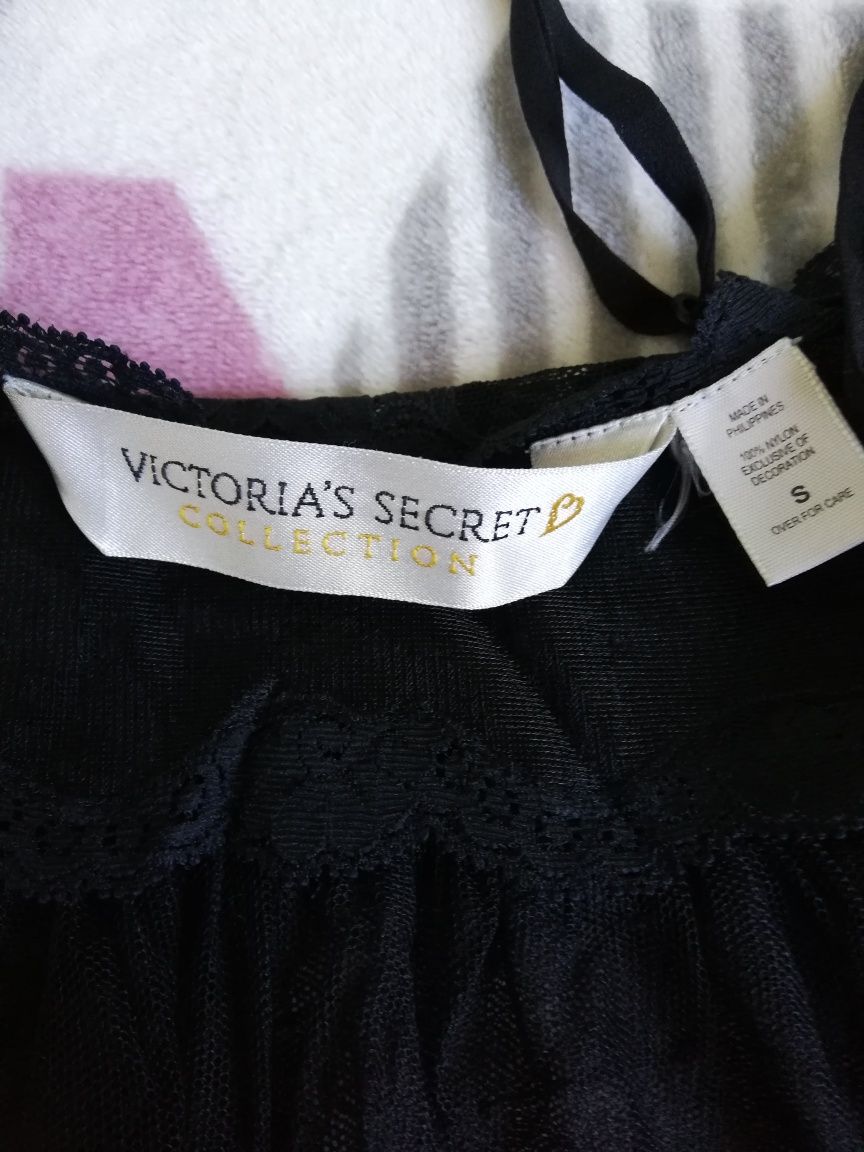 VICTORIA'S SECRET
COLLECTION
MADE IN
PHILIPPINES
100% NYLON
EXCLUSIVE OF
DECORATION
S
OVER FOR CARE